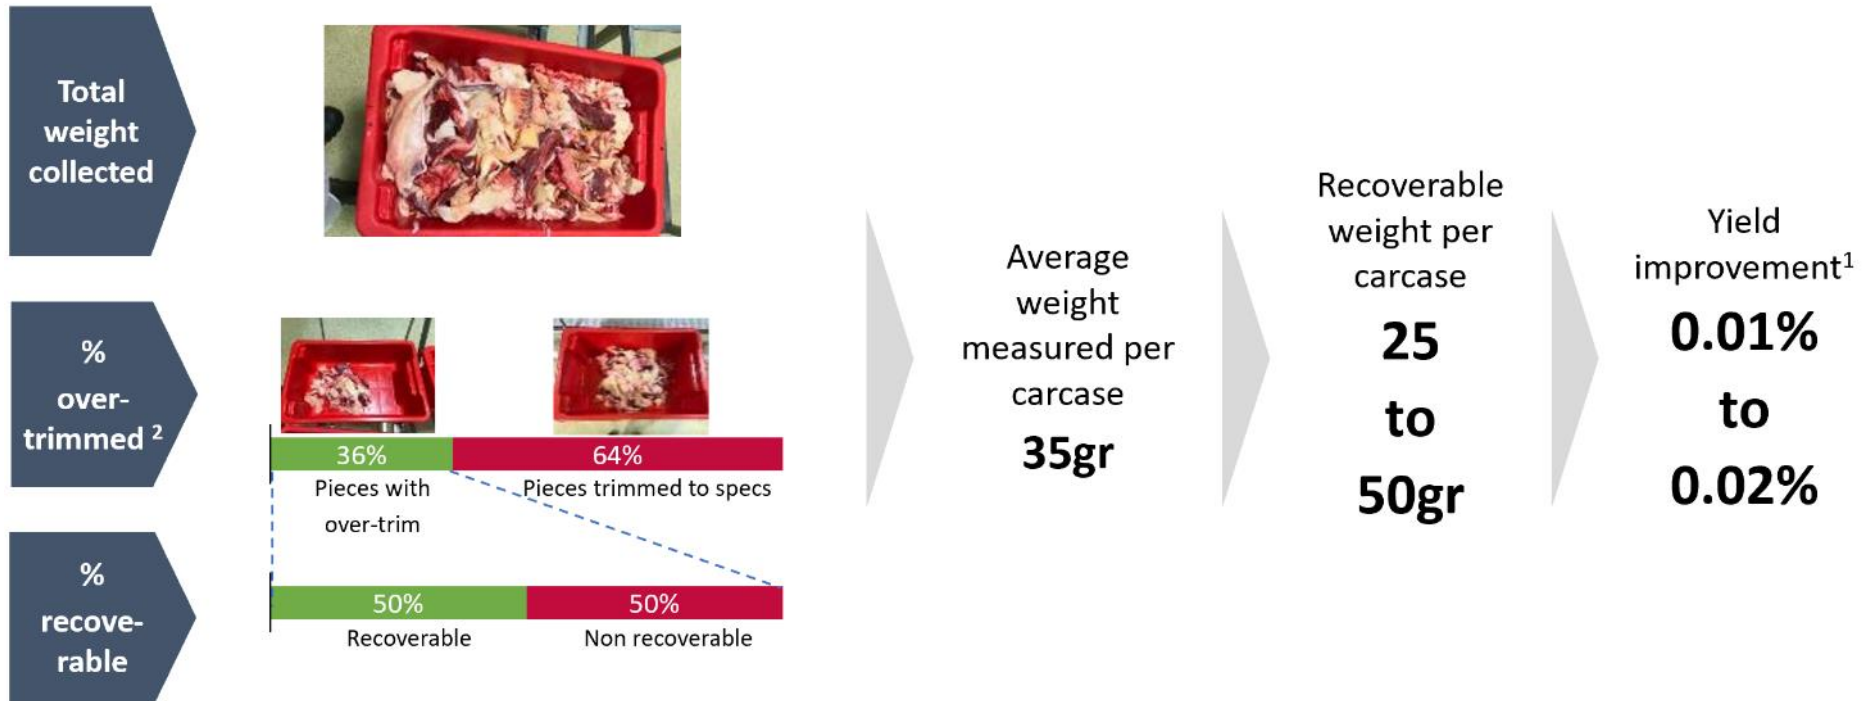 Total
weight
collected
%
over-
trimmed 2
36%
64%
Pieces with
over-trim
Pieces trimmed to specs
%
recove-
rable
50%
50%
Recoverable
Non recoverable
Average
weight
measured per
carcase
35gr
Recoverable
weight per
carcase
25
to
50gr
Yield
improvement1
0.01%
to
0.02%